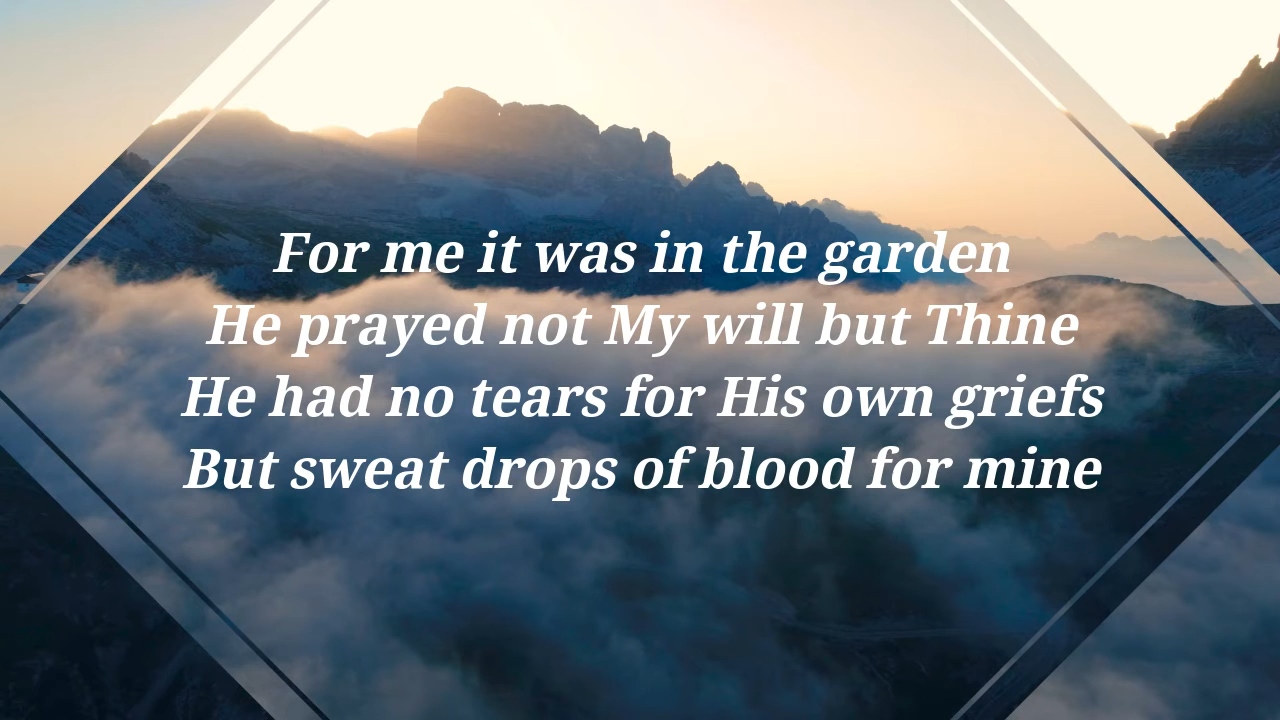 For me it was in the garden
He prayed not My will but Thine
He had no tears for His own griefs
But sweat drops of blood for mine